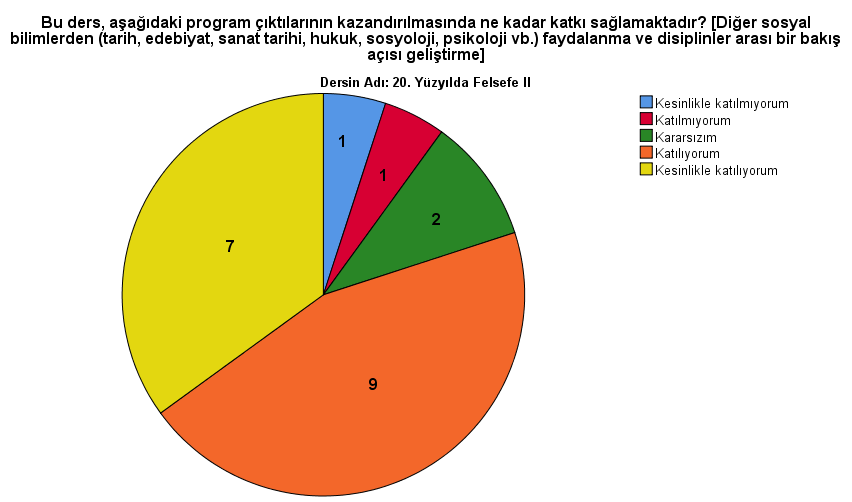 Bu ders, aşağıdaki program çıktılarının kazandırılmasında ne kadar katkı sağlamaktadır? [Diğer sosyal
bilimlerden (tarih, edebiyat, sanat tarihi, hukuk, sosyoloji, psikoloji vb.) faydalanma ve disiplinler arası bir bakış
açısı geliştirme]
Dersin Adı: 20. Yüzyılda Felsefe II
Kesinlikle katılmıyorum
Katılmıyorum
Kararsızım
Katılıyorum
Kesinlikle katılıyorum
1
1
2
7
9